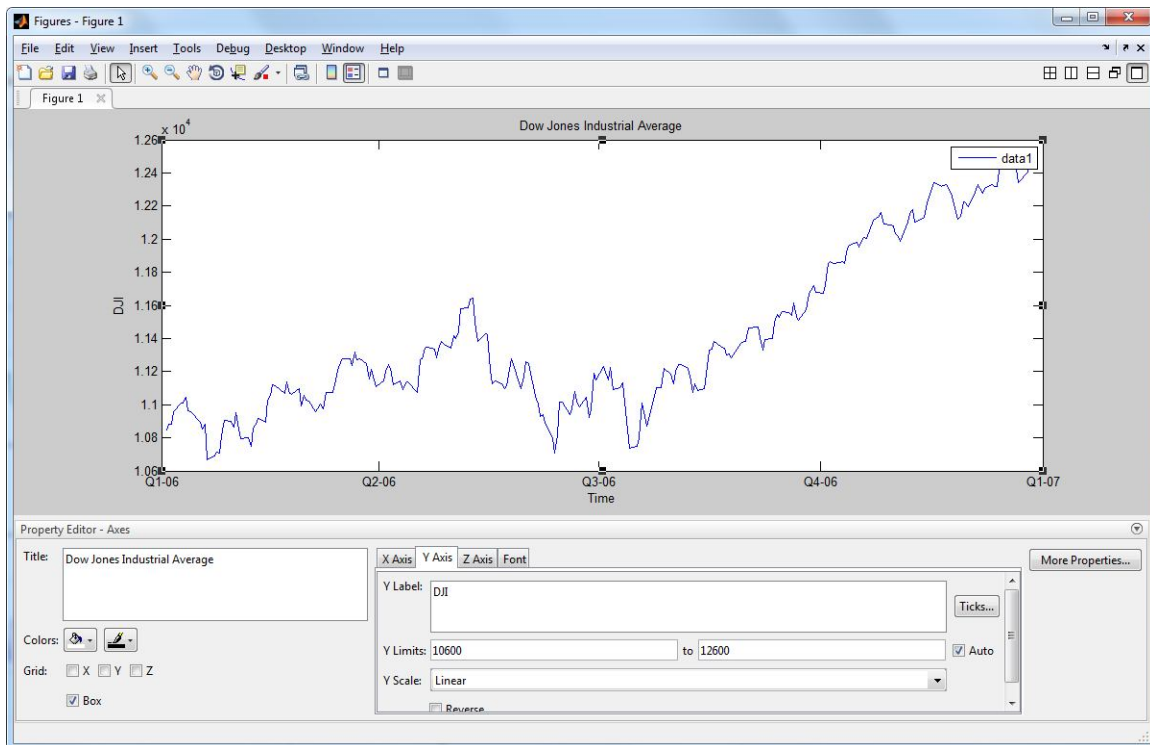 Figures - Figure 1
File Edit View Insert Tools Debug Desktop Window Help
Figure 1
x 10⁴
Dow Jones Industrial Average
1.26
1.24
1.22
1.2
1.18
1.16
1.14
1.12
1.1
1.08
1.06
DJI
data1
Q1-06 Q2-06 Q3-06 Q4-06 Q1-07
Time
Property Editor - Axes
Title: Dow Jones Industrial Average
Colors:
Grid: X Y Z
Box
X Axis Y Axis Z Axis Font
Y Label: DJI
Ticks...
Y Limits: 10600 to 12600 Auto
Y Scale: Linear
Reverse
More Properties...